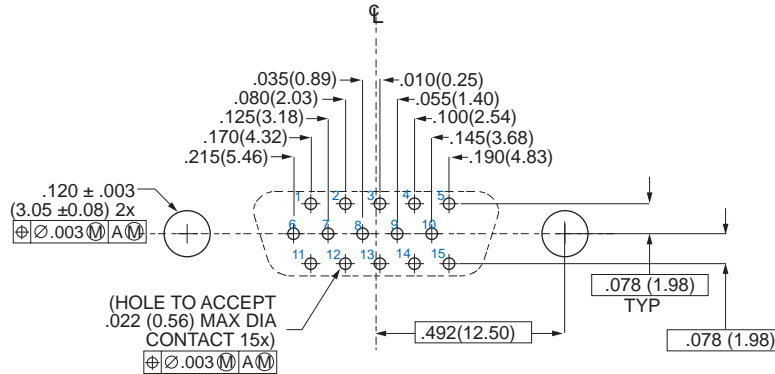 ℄
.035(0.89)
.010(0.25)
.080(2.03)
.055(1.40)
.125(3.18)
.100(2.54)
.170(4.32)
.145(3.68)
.215(5.46)
.190(4.83)
1 2 3 4 5
6 7 8 9 10
11 12 13 14 15
.120 ± .003
(3.05 ±0.08) 2x
⌖ ∅.003 Ⓜ A Ⓜ
(HOLE TO ACCEPT
.022 (0.56) MAX DIA
CONTACT 15x)
⌖ ∅.003 Ⓜ A Ⓜ
.492(12.50)
.078 (1.98)
TYP
.078 (1.98)